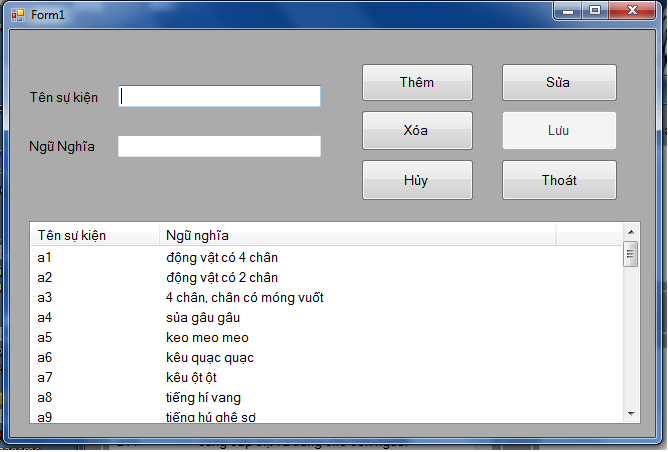 Form1
Thêm Sửa
Tên sự kiện
Xóa Lưu
Ngữ Nghĩa
Hủy Thoát
Tên sự kiện Ngữ nghĩa
a1 động vật có 4 chân
a2 động vật có 2 chân
a3 4 chân, chân có móng vuốt
a4 sủa gâu gâu
a5 keo meo meo
a6 kêu quạc quạc
a7 kêu ột ột
a8 tiếng hí vang
a9 tiếng hú ghê sợ